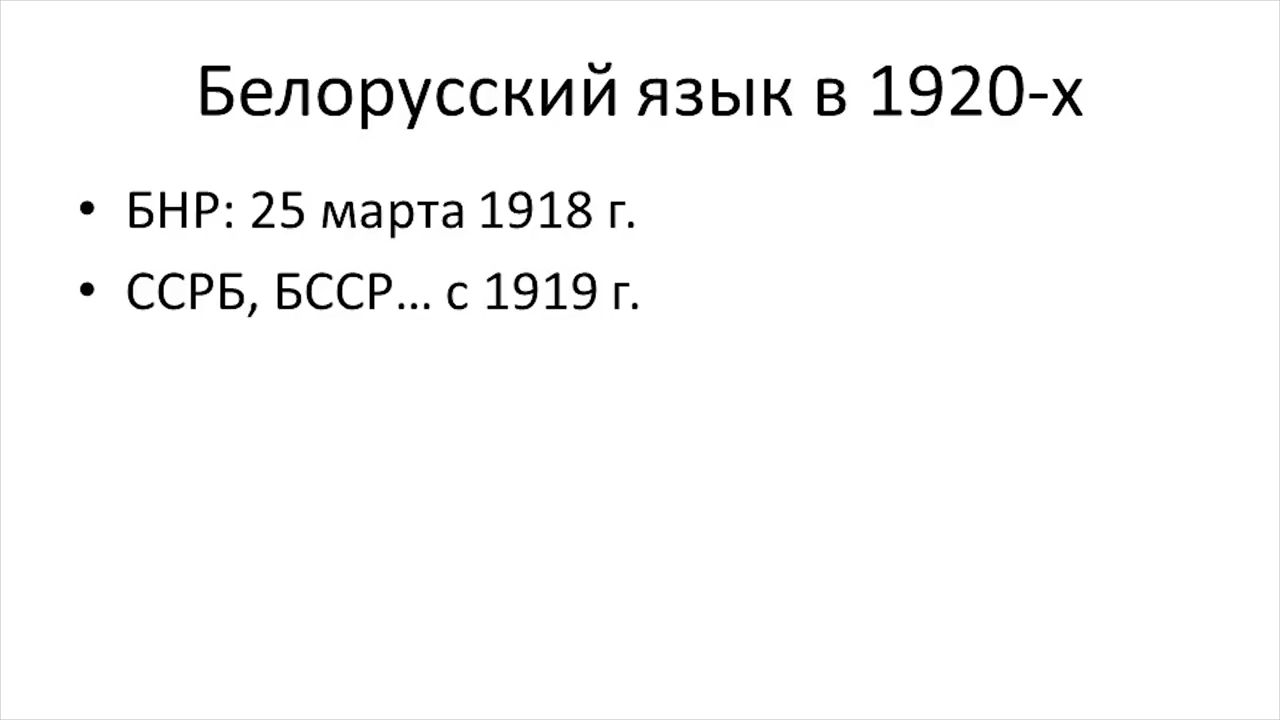 Белорусский язык в 1920-х
• БНР: 25 марта 1918 г.
• ССРБ, БССР... с 1919 г.